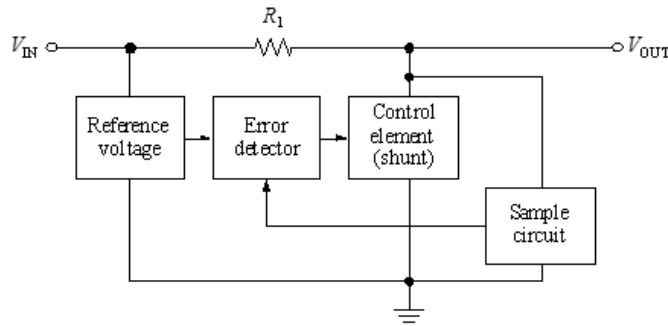 R1
VIN
VOUT
Reference
voltage
Error
detector
Control
element
(shunt)
Sample
circuit